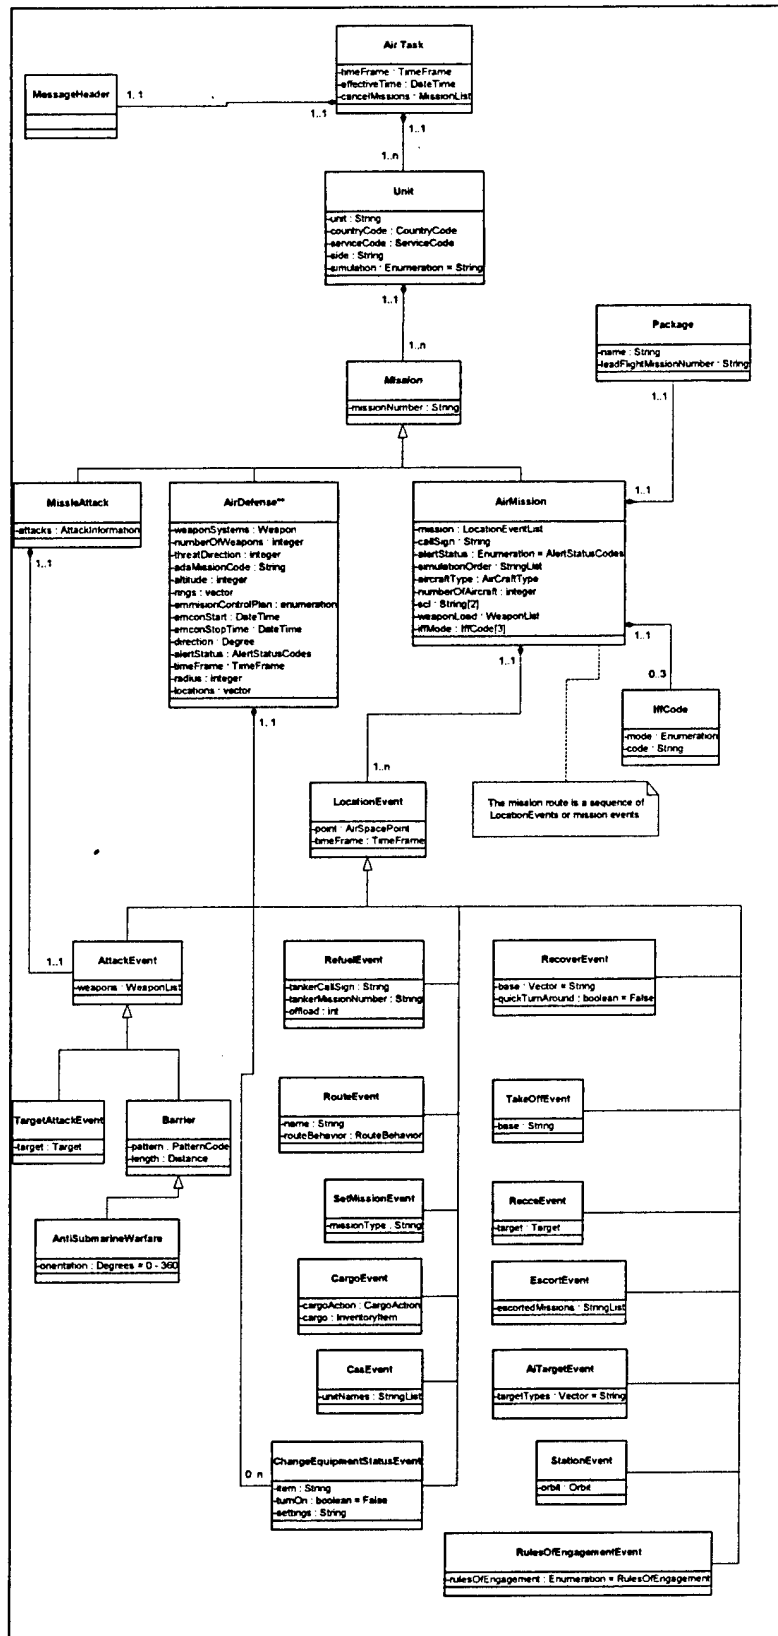 Air Task
-timeFrame : TimeFrame
-effectiveTime : DateTime
-cancelMissions : MissionList
MessageHeader
1..1
1..1
1..1
1..n
Unit
-unit : String
-countryCode : CountryCode
-serviceCode : ServiceCode
-side : String
-simulation : Enumeration = String
1..1
1..n
Mission
-missionNumber : String
Package
-name : String
-leadFlightMissionNumber : String
1..1
MissleAttack
-attacks : AttackInformation
1..1
AirDefense**
-weaponSystems : Weapon
-numberOfWeapons : integer
-threatDirection : integer
-adaMissionCode : String
-altitude : integer
-rings : vector
-emmisionControlPlan : enumeration
-emconStart : DateTime
-emconStopTime : DateTime
-direction : Degree
-alertStatus : AlertStatusCodes
-timeFrame : TimeFrame
-radius : integer
-locations : vector
1..1
AirMission
-mission : LocationEventList
-callSign : String
-alertStatus : Enumeration = AlertStatusCodes
-simulationOrder : StringList
-aircraftType : AirCraftType
-numberOfAircraft : integer
-scl : String[2]
-weaponLoad : WeaponList
-iffMode : IffCode[3]
1..1
1..1
1..1
0..3
IffCode
-mode : Enumeration
-code : String
1..n
LocationEvent
-point : AirSpacePoint
-timeFrame : TimeFrame
The mission route is a sequence of
LocationEvents or mission events
1..1
AttackEvent
-weapons : WeaponList
RefuelEvent
-tankerCallSign : String
-tankerMissionNumber : String
-offload : int
RecoverEvent
-base : Vector = String
-quickTurnAround : boolean = False
TargetAttackEvent
-target : Target
Barrier
-pattern : PatternCode
-length : Distance
RouteEvent
-name : String
-routeBehavior : RouteBehavior
TakeOffEvent
-base : String
AntiSubmarineWarfare
-orientation : Degrees = 0 - 360
SetMissionEvent
-missionType : String
RecceEvent
-target : Target
CargoEvent
-cargoAction : CargoAction
-cargo : InventoryItem
EscortEvent
-escortedMissions : StringList
CasEvent
-unitNames : StringList
AiTargetEvent
-targetTypes : Vector = String
0..n
ChangeEquipmentStatusEvent
-item : String
-turnOn : boolean = False
-settings : String
StationEvent
-orbit : Orbit
RulesOfEngagementEvent
-rulesOfEngagement : Enumeration = RulesOfEngagement